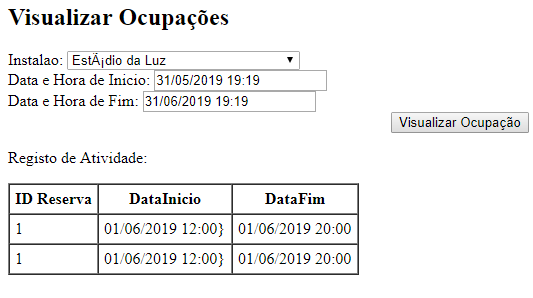 Visualizar Ocupações
Instalao: EstÄ¡dio da Luz
Data e Hora de Inicio: 31/05/2019 19:19
Data e Hora de Fim: 31/06/2019 19:19
Visualizar Ocupação
Registo de Atividade:
ID Reserva DataInicio DataFim
1 01/06/2019 12:00} 01/06/2019 20:00
1 01/06/2019 12:00} 01/06/2019 20:00